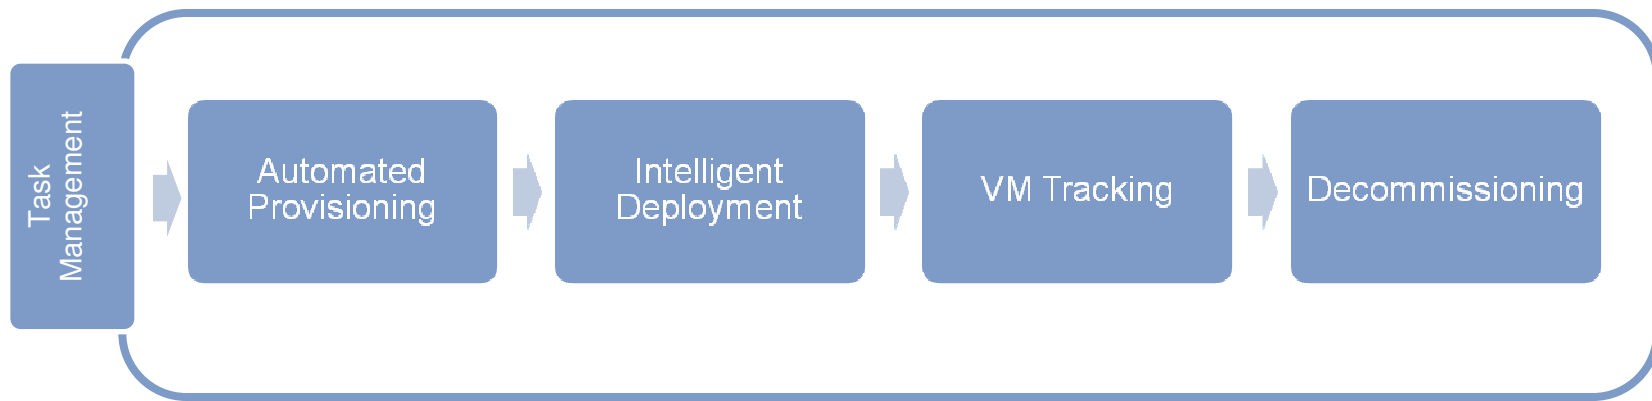 Task
Management
Automated
Provisioning
Intelligent
Deployment
VM Tracking
Decommissioning